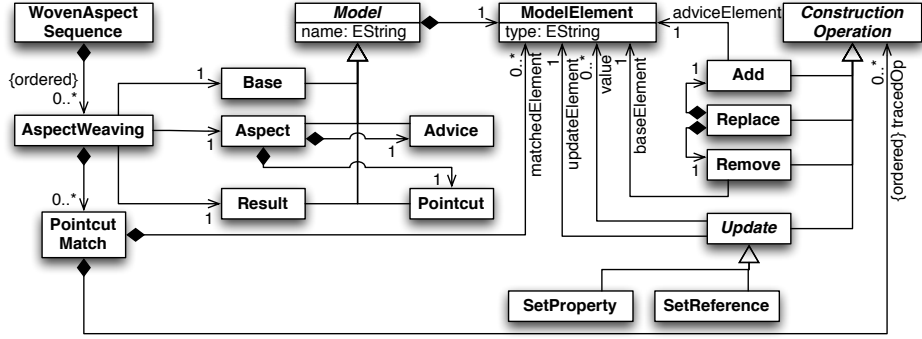 WovenAspect
Sequence
Model
name: EString
1
ModelElement
type: EString
adviceElement
1
Construction
Operation
{ordered}
0..*
AspectWeaving
1
Base
1
Aspect
1
Advice
1
Result
1
Pointcut
0..*
Pointcut
Match
0..*
matchedElement
1
updateElement
0..*
value
1
baseElement
1
Add
Replace
1
Remove
0..*
{ordered} tracedOp
Update
SetProperty
SetReference